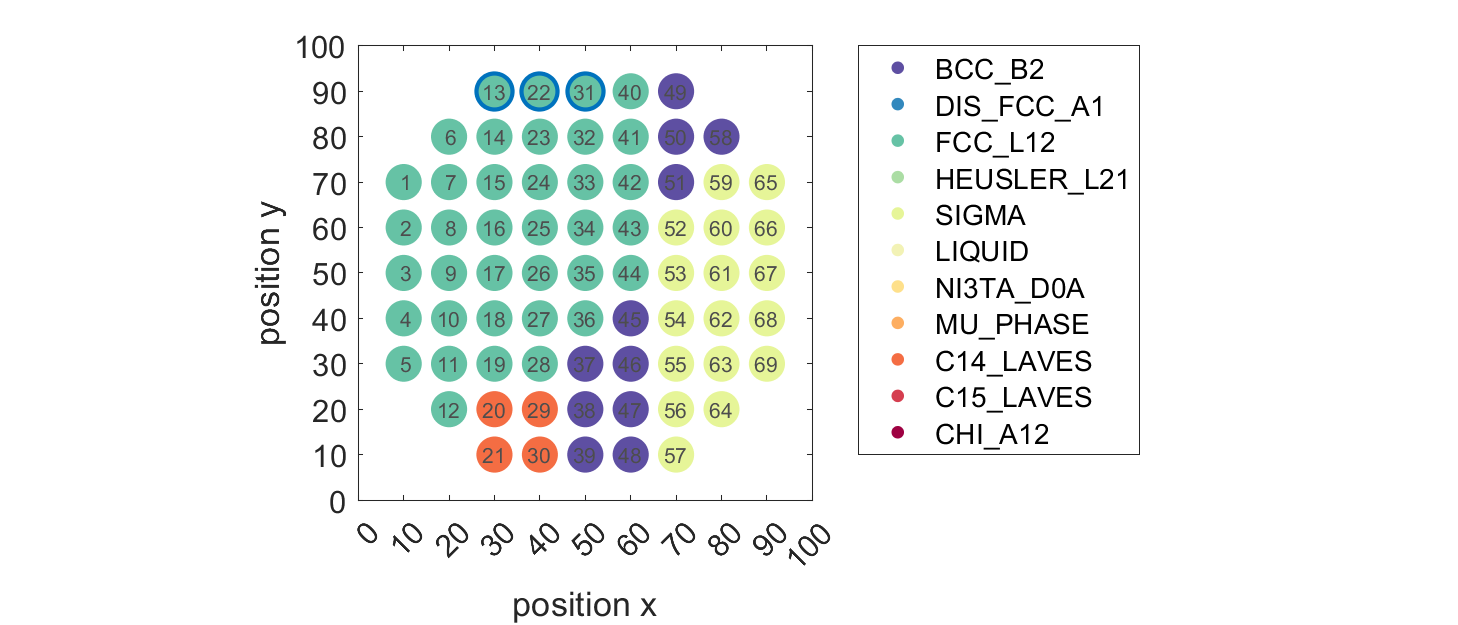 100
90 13 22 31 40 49
80 6 14 23 32 41 50 58
70 1 7 15 24 33 42 51 59 65
60 2 8 16 25 34 43 52 60 66
50 3 9 17 26 35 44 53 61 67
40 4 10 18 27 36 45 54 62 68
30 5 11 19 28 37 46 55 63 69
20 12 20 29 38 47 56 64
10 21 30 39 48 57
0
position y
0 10 20 30 40 50 60 70 80 90 100
position x
BCC_B2
DIS_FCC_A1
FCC_L12
HEUSLER_L21
SIGMA
LIQUID
NI3TA_D0A
MU_PHASE
C14_LAVES
C15_LAVES
CHI_A12